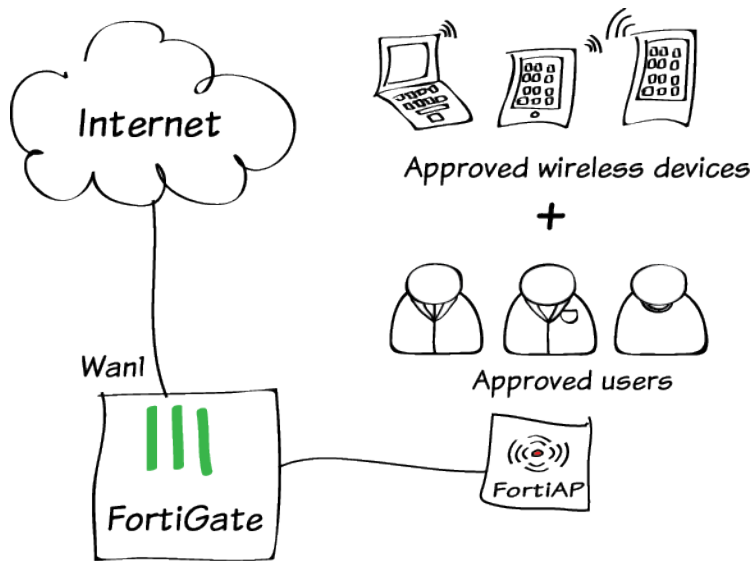 Internet
Approved wireless devices
+
Approved users
Wan1
FortiGate
FortiAP